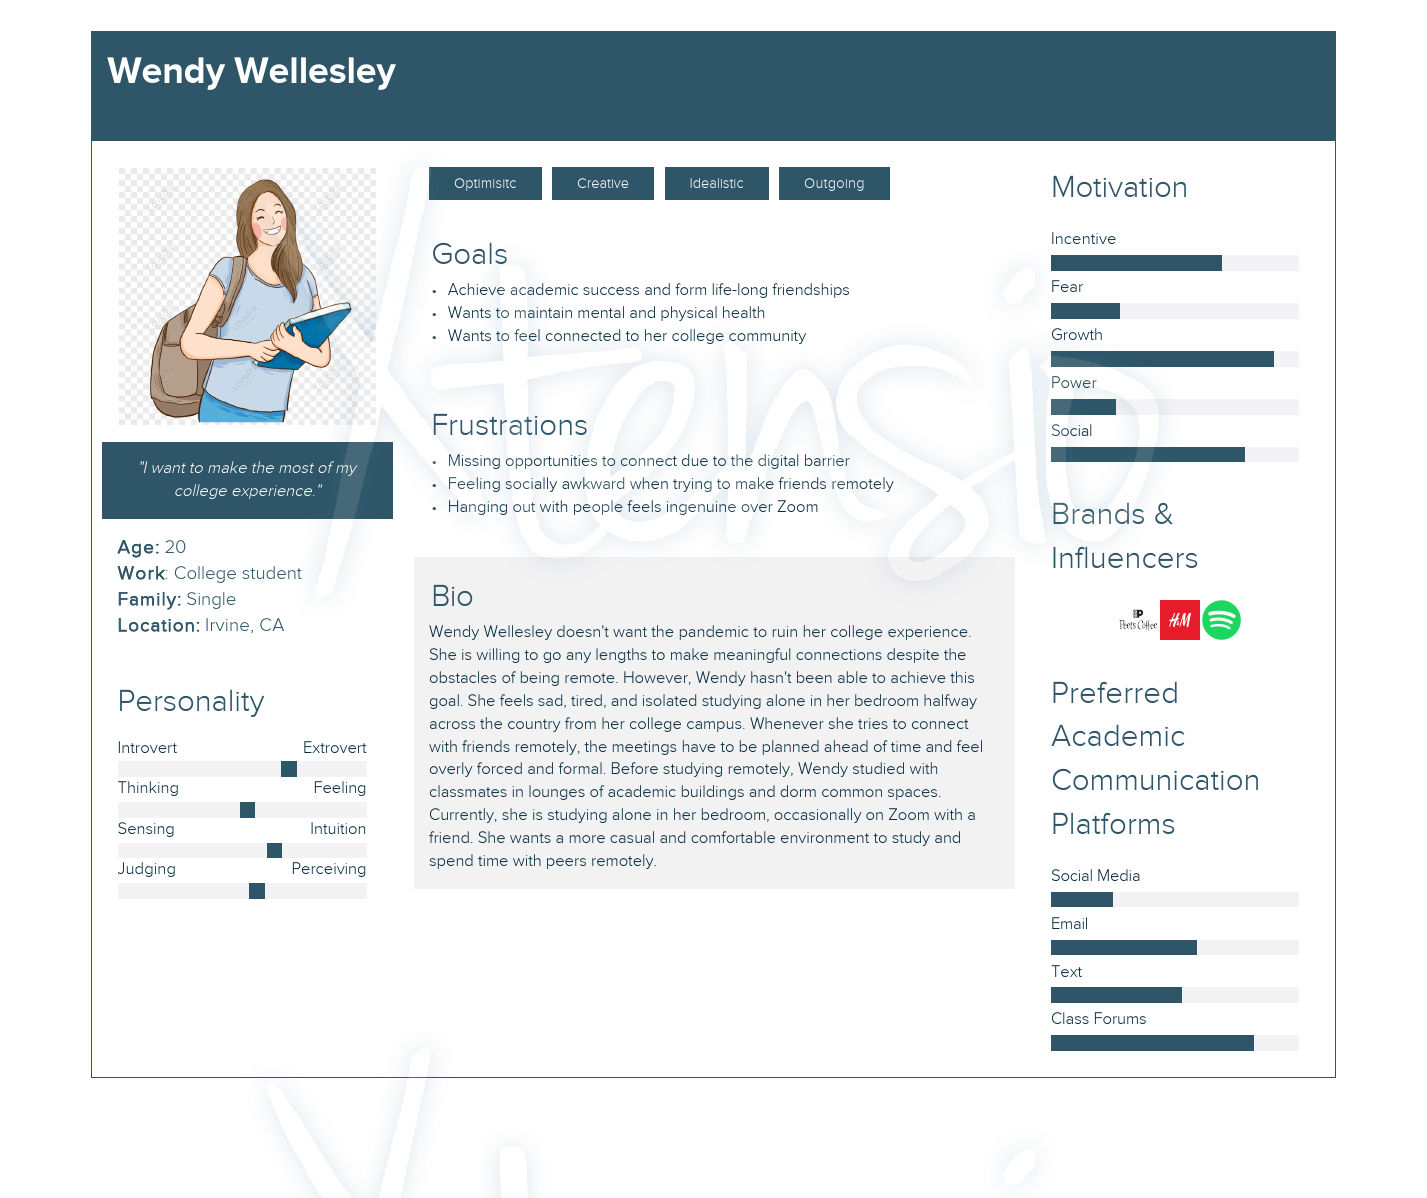 Wendy Wellesley
"I want to make the most of my
college experience."
Age: 20
Work: College student
Family: Single
Location: Irvine, CA
Personality
Introvert Extrovert
Thinking Feeling
Sensing Intuition
Judging Perceiving
Optimisitc Creative Idealistic Outgoing
Goals
• Achieve academic success and form life-long friendships
• Wants to maintain mental and physical health
• Wants to feel connected to her college community
Frustrations
• Missing opportunities to connect due to the digital barrier
• Feeling socially awkward when trying to make friends remotely
• Hanging out with people feels ingenuine over Zoom
Bio
Wendy Wellesley doesn't want the pandemic to ruin her college experience.
She is willing to go any lengths to make meaningful connections despite the
obstacles of being remote. However, Wendy hasn't been able to achieve this
goal. She feels sad, tired, and isolated studying alone in her bedroom halfway
across the country from her college campus. Whenever she tries to connect
with friends remotely, the meetings have to be planned ahead of time and feel
overly forced and formal. Before studying remotely, Wendy studied with
classmates in lounges of academic buildings and dorm common spaces.
Currently, she is studying alone in her bedroom, occasionally on Zoom with a
friend. She wants a more casual and comfortable environment to study and
spend time with peers remotely.
Motivation
Incentive
Fear
Growth
Power
Social
Brands &
Influencers
Peets Coffee
H&M
Preferred
Academic
Communication
Platforms
Social Media
Email
Text
Class Forums
Xtensio